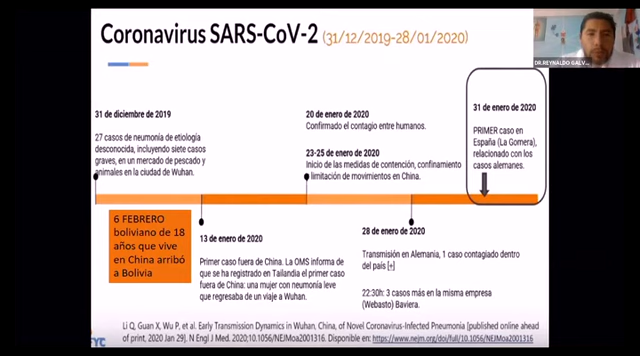 Coronavirus SARS-CoV-2 (31/12/2019-28/01/2020)
DR.REYNALDO GALV...
31 de diciembre de 2019
27 casos de neumonía de etiología
desconocida, incluyendo siete casos
graves, en un mercado de pescado y
animales en la ciudad de Wuhan.
20 de enero de 2020
Confirmado el contagio entre humanos.
23-25 de enero de 2020
Inicio de las medidas de contención, confinamiento
limitación de movimientos en China.
31 de enero de 2020
PRIMER caso en
España (La Gomera),
relacionado con los
casos alemanes.
6 FEBRERO
boliviano de 18
años que vive
en China arribó
a Bolivia
13 de enero de 2020
Primer caso fuera de China. La OMS informa de
que se ha registrado en Tailandia el primer caso
fuera de China: una mujer con neumonía leve
que regresaba de un viaje a Wuhan.
28 de enero de 2020
Transmisión en Alemania, 1 caso contagiado dentro
del país [+]
22:30h: 3 casos más en la misma empresa
(Webasto) Baviera.
Li Q, Guan X, Wu P, et al. Early Transmission Dynamics in Wuhan, China, of Novel Coronavirus-Infected Pneumonia [published online ahead
of print, 2020 Jan 29]. N Engl J Med. 2020;10.1056/NEJMoa2001316. Disponible en: https://www.nejm.org/doi/full/10.1056/NEJMoa2001316.